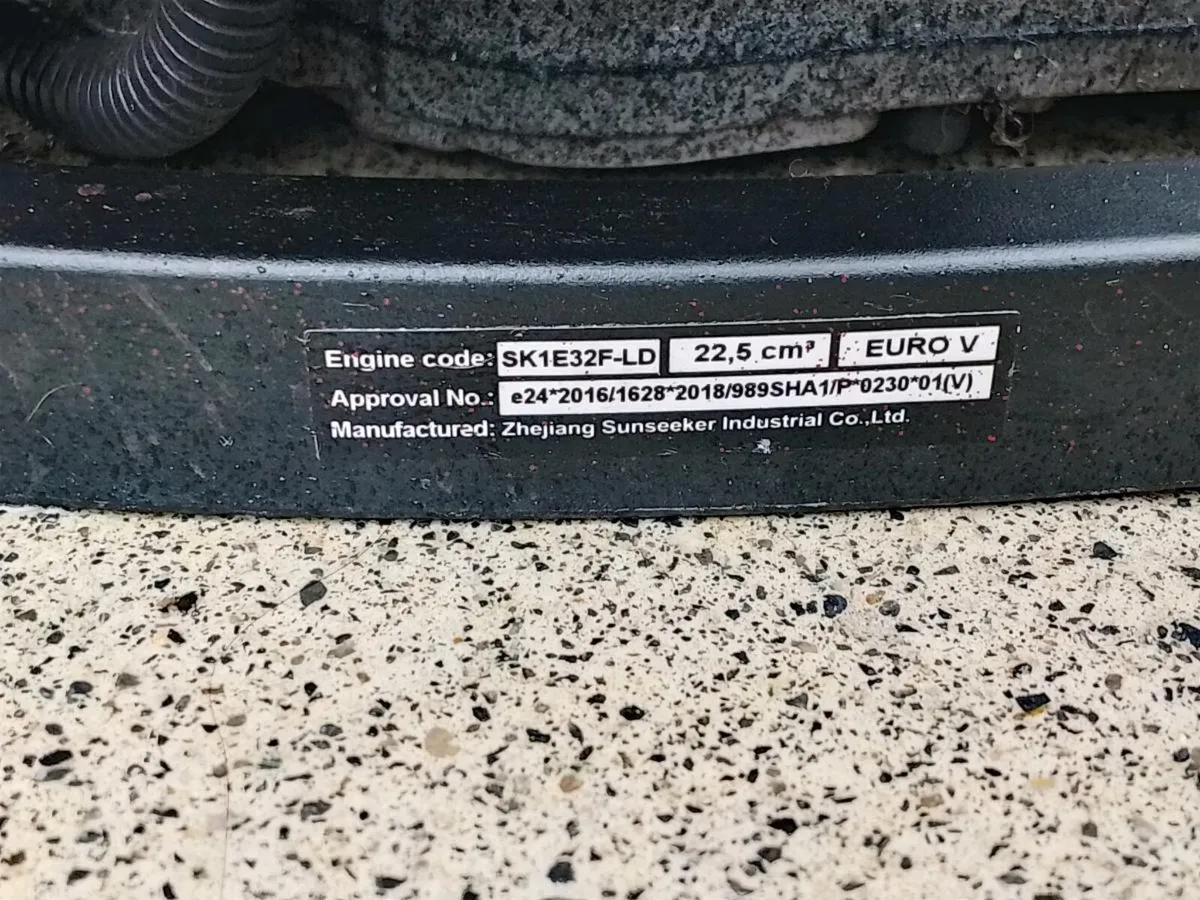 Engine code: SK1E32F-LD 22,5 cm³ EURO V
Approval No.: e24*2016/1628*2018/989SHA1/P*0230*01(V)
Manufactured: Zhejiang Sunseeker Industrial Co.,Ltd.